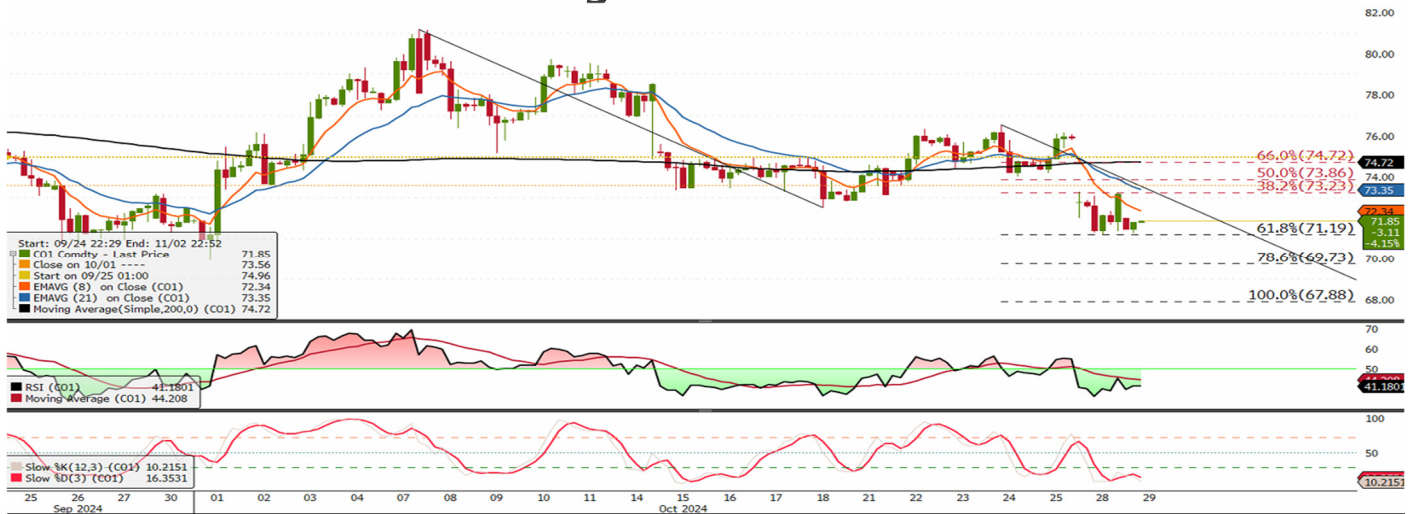 82.00
80.00
78.00
76.00
66.0%(74.72)
74.72
50.0%(73.86)
74.00
38.2%(73.23)
73.35
72.34
71.85
-3.11
-4.15%
61.8%(71.19)
78.6%(69.73)
70.00
100.0%(67.88)
68.00
Start: 09/24 22:29 End: 11/02 22:52
CO1 Comdty - Last Price 71.85
Close on 10/01 ---- 73.56
Start on 09/25 01:00 74.96
EMAVG (8) on Close (CO1) 72.34
EMAVG (21) on Close (CO1) 73.35
Moving Average(Simple,200,0) (CO1) 74.72
70
60
50
44.208
41.1801
RSI (CO1) 41.1801
Moving Average (CO1) 44.208
100
50
10.2151
Slow %K(12,3) (CO1) 10.2151
Slow %D(3) (CO1) 16.3531
25 26 27 30 01 02 03 04 07 08 09 10 11 14 15 16 17 18 21 22 23 24 25 28 29
Sep 2024 Oct 2024